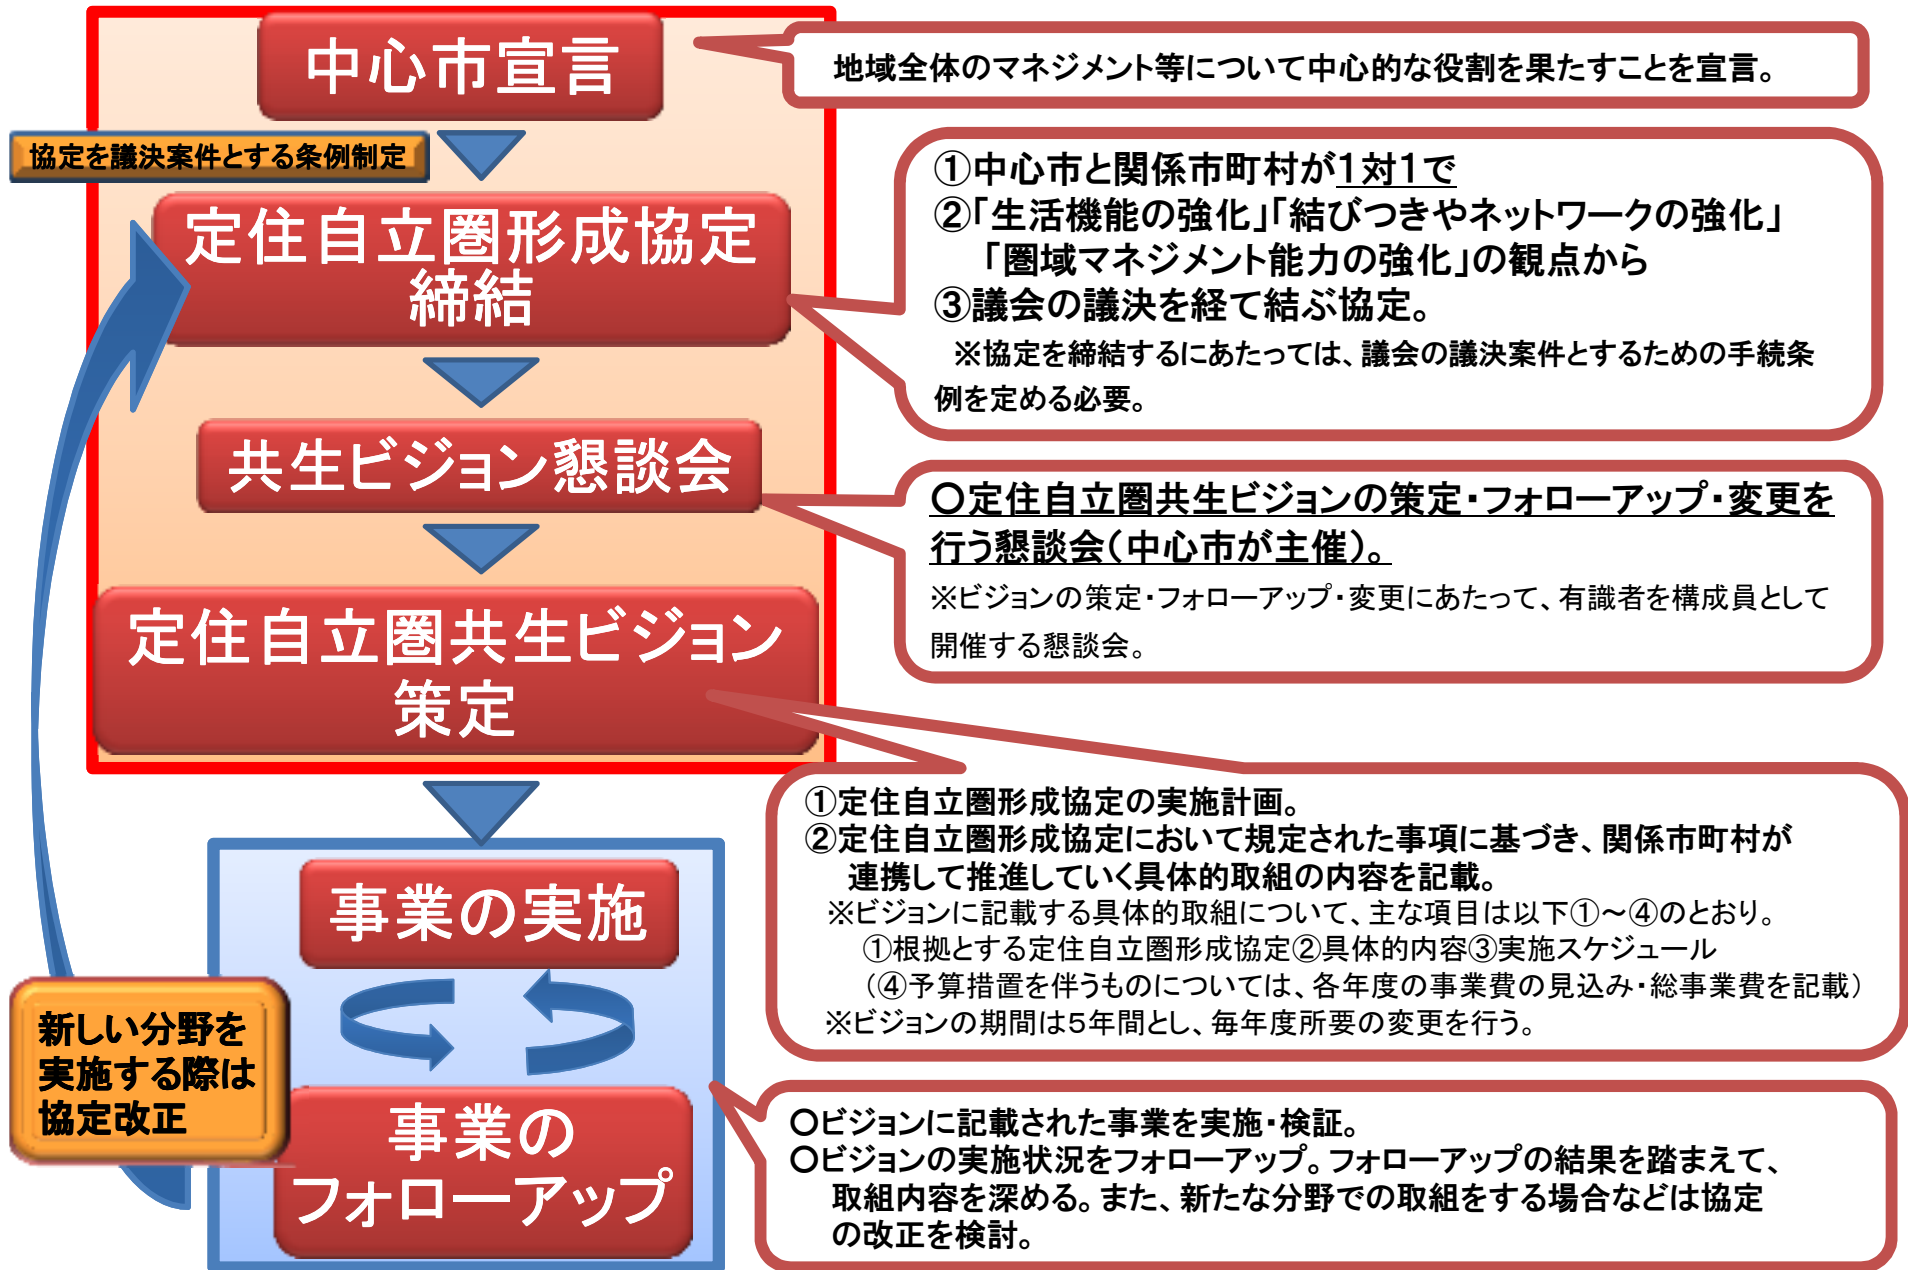 中心市宣言
地域全体のマネジメント等について中心的な役割を果たすことを宣言。
協定を議決案件とする条例制定
定住自立圏形成協定
締結
①中心市と関係市町村が1対1で
②「生活機能の強化」「結びつきやネットワークの強化」
「圏域マネジメント能力の強化」の観点から
③議会の議決を経て結ぶ協定。
※協定を締結するにあたっては、議会の議決案件とするための手続条
例を定める必要。
共生ビジョン懇談会
○定住自立圏共生ビジョンの策定・フォローアップ・変更を
行う懇談会(中心市が主催)。
※ビジョンの策定・フォローアップ・変更にあたって、有識者を構成員として
開催する懇談会。
定住自立圏共生ビジョン
策定
①定住自立圏形成協定の実施計画。
②定住自立圏形成協定において規定された事項に基づき、関係市町村が
連携して推進していく具体的取組の内容を記載。
※ビジョンに記載する具体的取組について、主な項目は以下①～④のとおり。
①根拠とする定住自立圏形成協定②具体的内容③実施スケジュール
(④予算措置を伴うものについては、各年度の事業費の見込み・総事業費を記載)
※ビジョンの期間は5年間とし、毎年度所要の変更を行う。
事業の実施
新しい分野を
実施する際は
協定改正
事業の
フォローアップ
○ビジョンに記載された事業を実施・検証。
○ビジョンの実施状況をフォローアップ。フォローアップの結果を踏まえて、
取組内容を深める。また、新たな分野での取組をする場合などは協定
の改正を検討。